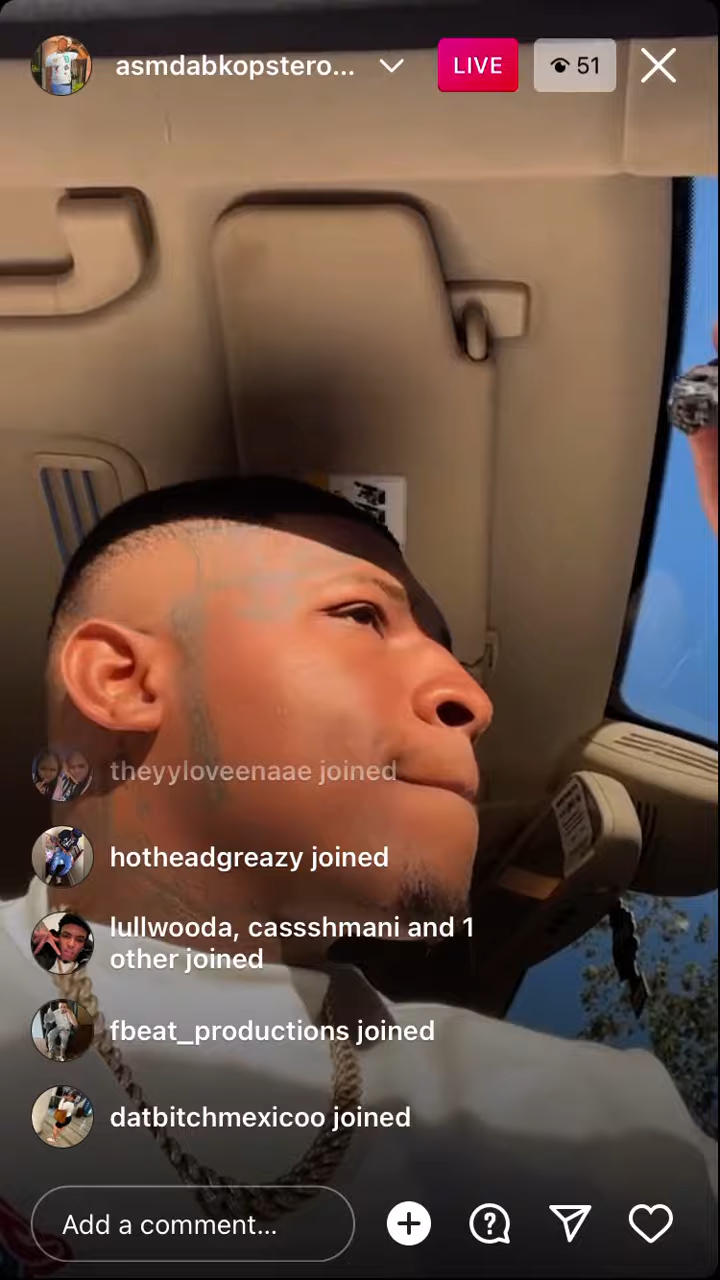 asmdabkopstero...
LIVE
51
theyyloveenaae joined
hotheadgreazy joined
lullwooda, cassshmani and 1
other joined
fbeat_productions joined
datbitchmexicoo joined
Add a comment...